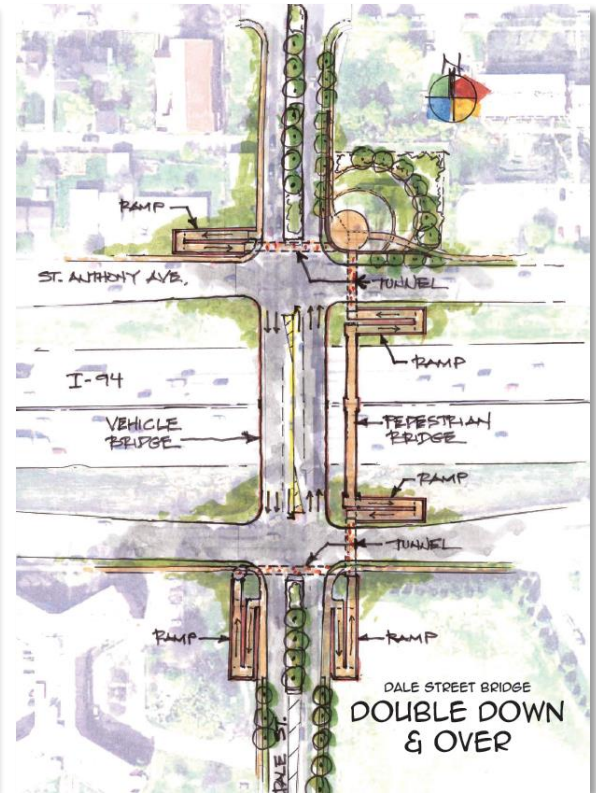 N
RAMP
ST. ANTHONY AVE.
TUNNEL
RAMP
I-94
VEHICLE
BRIDGE
PEDESTRIAN
BRIDGE
RAMP
TUNNEL
RAMP
RAMP
DALE ST.
DALE STREET BRIDGE
DOUBLE DOWN
& OVER